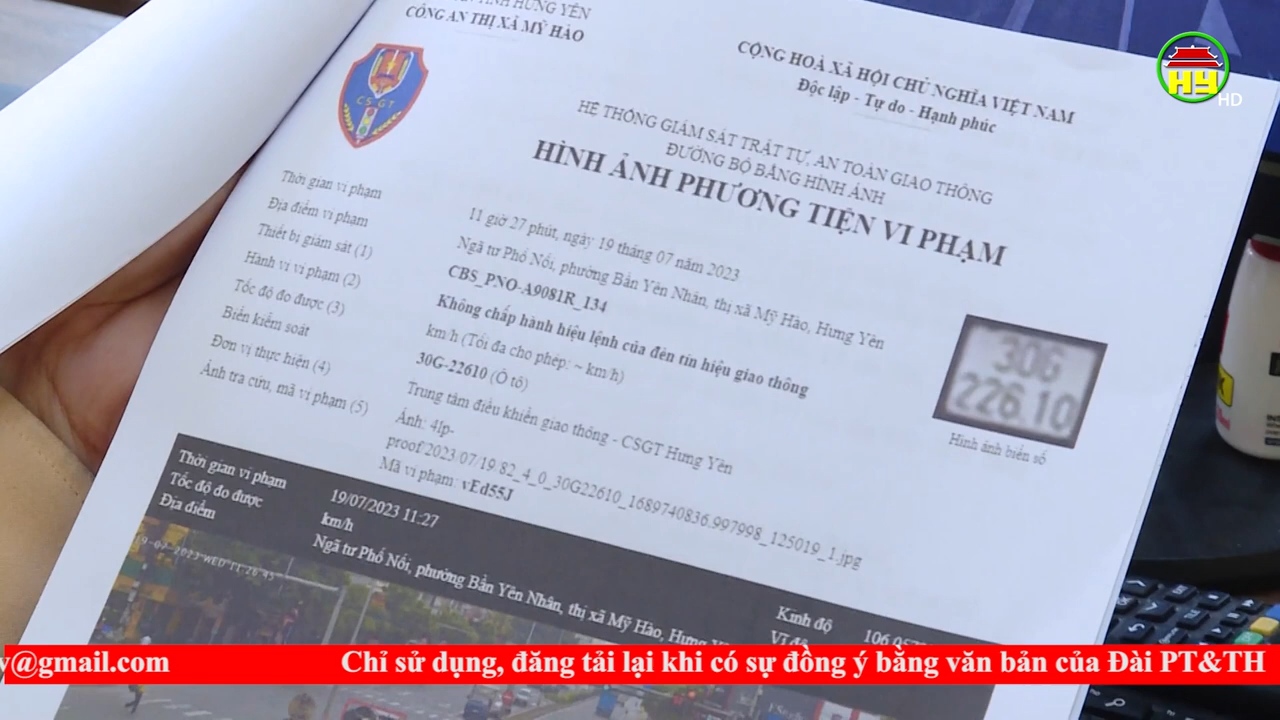 TỈNH HƯNG YÊN
CÔNG AN THỊ XÃ MỸ HÀO
CỘNG HOÀ XÃ HỘI CHỦ NGHĨA VIỆT NAM
Độc lập - Tự do - Hạnh phúc
CSGT
HỆ THỐNG GIÁM SÁT TRẬT TỰ, AN TOÀN GIAO THÔNG
ĐƯỜNG BỘ BẰNG HÌNH ẢNH
HÌNH ẢNH PHƯƠNG TIỆN VI PHẠM
Thời gian vi phạm 11 giờ 27 phút, ngày 19 tháng 07 năm 2023
Địa điểm vi phạm Ngã tư Phố Nối, phường Bần Yên Nhân, thị xã Mỹ Hào, Hưng Yên
Thiết bị giám sát (1) CBS_PNO-A9081R_134
Hành vi vi phạm (2) Không chấp hành hiệu lệnh của đèn tín hiệu giao thông
Tốc độ đo được (3) km/h (Tối đa cho phép: ~ km/h)
Biển kiểm soát 30G-22610 (Ô tô)
Đơn vị thực hiện (4) Trung tâm điều khiển giao thông - CSGT Hưng Yên
Ảnh tra cứu, mã vi phạm (5) Ảnh: 4lp-
proof/2023/07/19/82_4_0_30G22610_1689740836.997998_125019_1.jpg
Mã vi phạm: vEd55J
30G
226.10
Hình ảnh biển số
Thời gian vi phạm 19/07/2023 11:27
Tốc độ đo được km/h
Địa điểm Ngã tư Phố Nối, phường Bần Yên Nhân, thị xã Mỹ Hào, Hưng
Kinh độ
Vĩ độ
9-07-2023 WED 11:26:45
HY HD
y@gmail.com Chỉ sử dụng, đăng tải lại khi có sự đồng ý bằng văn bản của Đài PT&TH